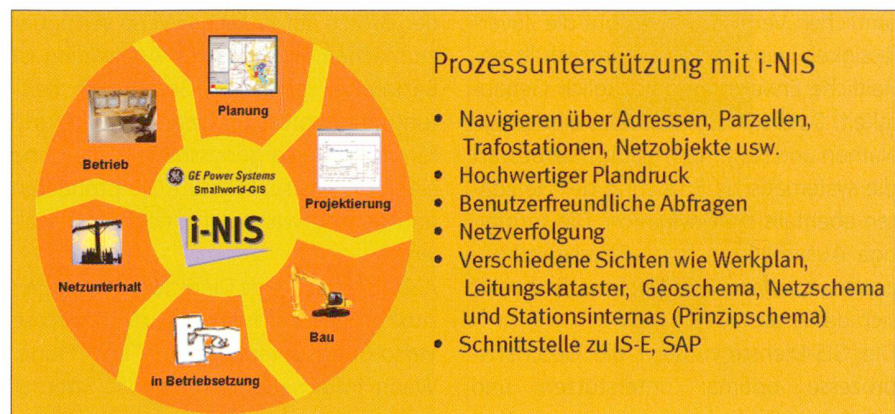 Planung
Betrieb
GE Power Systems
Smallworld-GIS
Projektierung
i-NIS
Netzunterhalt
Bau
in Betriebsetzung
Prozessunterstützung mit i-NIS
• Navigieren über Adressen, Parzellen,
Trafostationen, Netzobjekte usw.
• Hochwertiger Plandruck
• Benutzerfreundliche Abfragen
• Netzverfolgung
• Verschiedene Sichten wie Werkplan,
Leitungskataster, Geoschema, Netzschema
und Stationsinternas (Prinzipschema)
• Schnittstelle zu IS-E, SAP